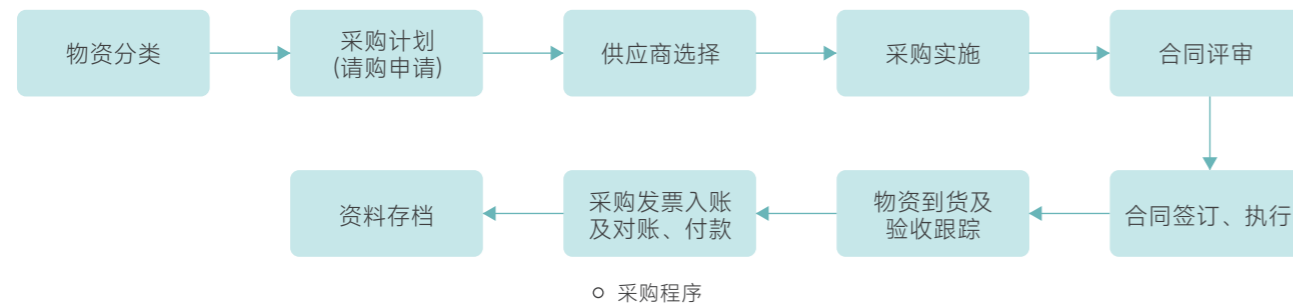 物资分类
采购计划
(请购申请)
供应商选择
采购实施
合同评审
合同签订、执行
物资到货及
验收跟踪
采购发票入账
及对账、付款
资料存档
采购程序